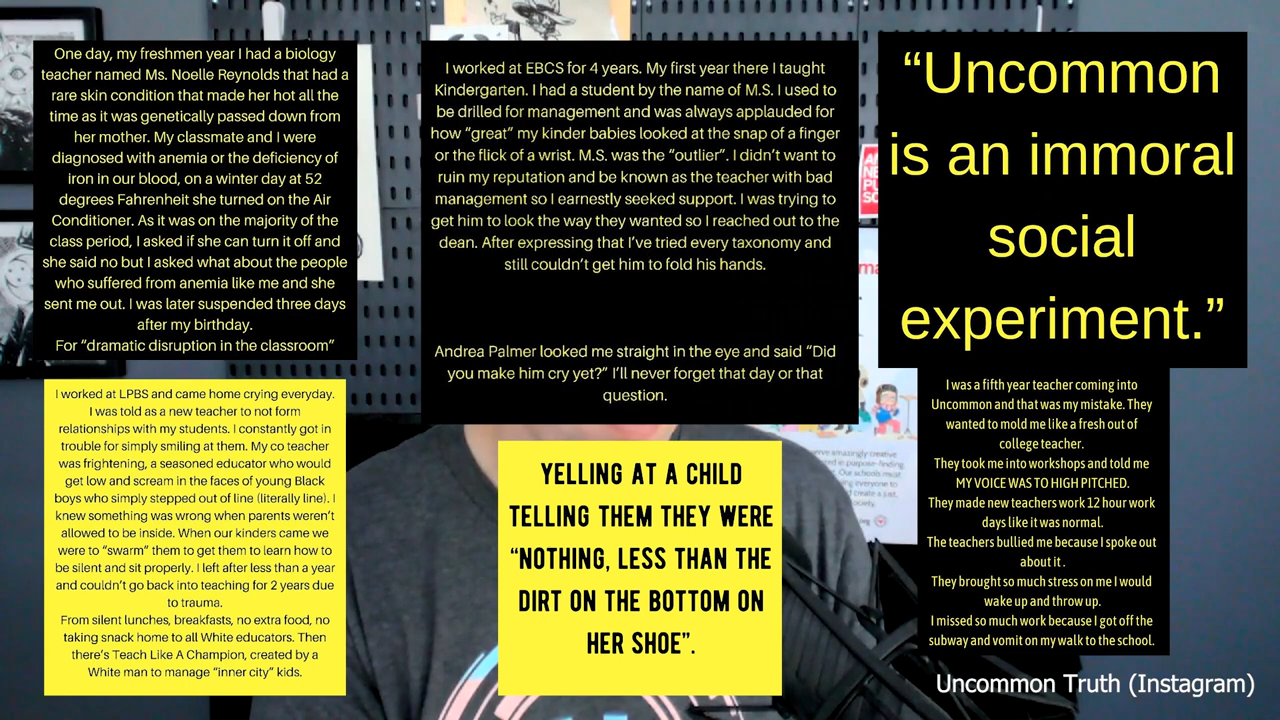 One day, my freshmen year I had a biology
teacher named Ms. Noelle Reynolds that had a
rare skin condition that made her hot all the
time as it was genetically passed down from
her mother. My classmate and I were
diagnosed with anemia or the deficiency of
iron in our blood, on a winter day at 52
degrees Fahrenheit she turned on the Air
Conditioner. As it was on the majority of the
class period, I asked if she can turn it off and
she said no but I asked what about the people
who suffered from anemia like me and she
sent me out. I was later suspended three days
after my birthday.
For “dramatic disruption in the classroom”
I worked at EBCS for 4 years. My first year there I taught
Kindergarten. I had a student by the name of M.S. I used to
be drilled for management and was always applauded for
how “great” my kinder babies looked at the snap of a finger
or the flick of a wrist. M.S. was the “outlier”. I didn’t want to
ruin my reputation and be known as the teacher with bad
management so I earnestly seeked support. I was trying to
get him to look the way they wanted so I reached out to the
dean. After expressing that I’ve tried every taxonomy and
still couldn’t get him to fold his hands.
Andrea Palmer looked me straight in the eye and said “Did
you make him cry yet?” I’ll never forget that day or that
question.
“Uncommon
is an immoral
social
experiment.”
I worked at LPBS and came home crying everyday.
I was told as a new teacher to not form
relationships with my students. I constantly got in
trouble for simply smiling at them. My co teacher
was frightening, a seasoned educator who would
get low and scream in the faces of young Black
boys who simply stepped out of line (literally line). I
knew something was wrong when parents weren’t
allowed to be inside. When our kinders came we
were to “swarm” them to get them to learn how to
be silent and sit properly. I left after less than a year
and couldn’t go back into teaching for 2 years due
to trauma.
From silent lunches, breakfasts, no extra food, no
taking snack home to all White educators. Then
there’s Teach Like A Champion, created by a
White man to manage “inner city” kids.
YELLING AT A CHILD
TELLING THEM THEY WERE
“NOTHING, LESS THAN THE
DIRT ON THE BOTTOM ON
HER SHOE”.
I was a fifth year teacher coming into
Uncommon and that was my mistake. They
wanted to mold me like a fresh out of
college teacher.
They took me into workshops and told me
MY VOICE WAS TO HIGH PITCHED.
They made new teachers work 12 hour work
days like it was normal.
The teachers bullied me because I spoke out
about it .
They brought so much stress on me I would
wake up and throw up.
I missed so much work because I got off the
subway and vomit on my walk to the school.
Uncommon Truth (Instagram)